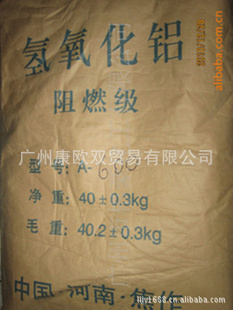 氢氧化铝
阻燃级
广州康欧双贸易有限公司
型号:A-600
净重:40±0.3kg
毛重:40.2±0.3kg
中国·河南·焦作